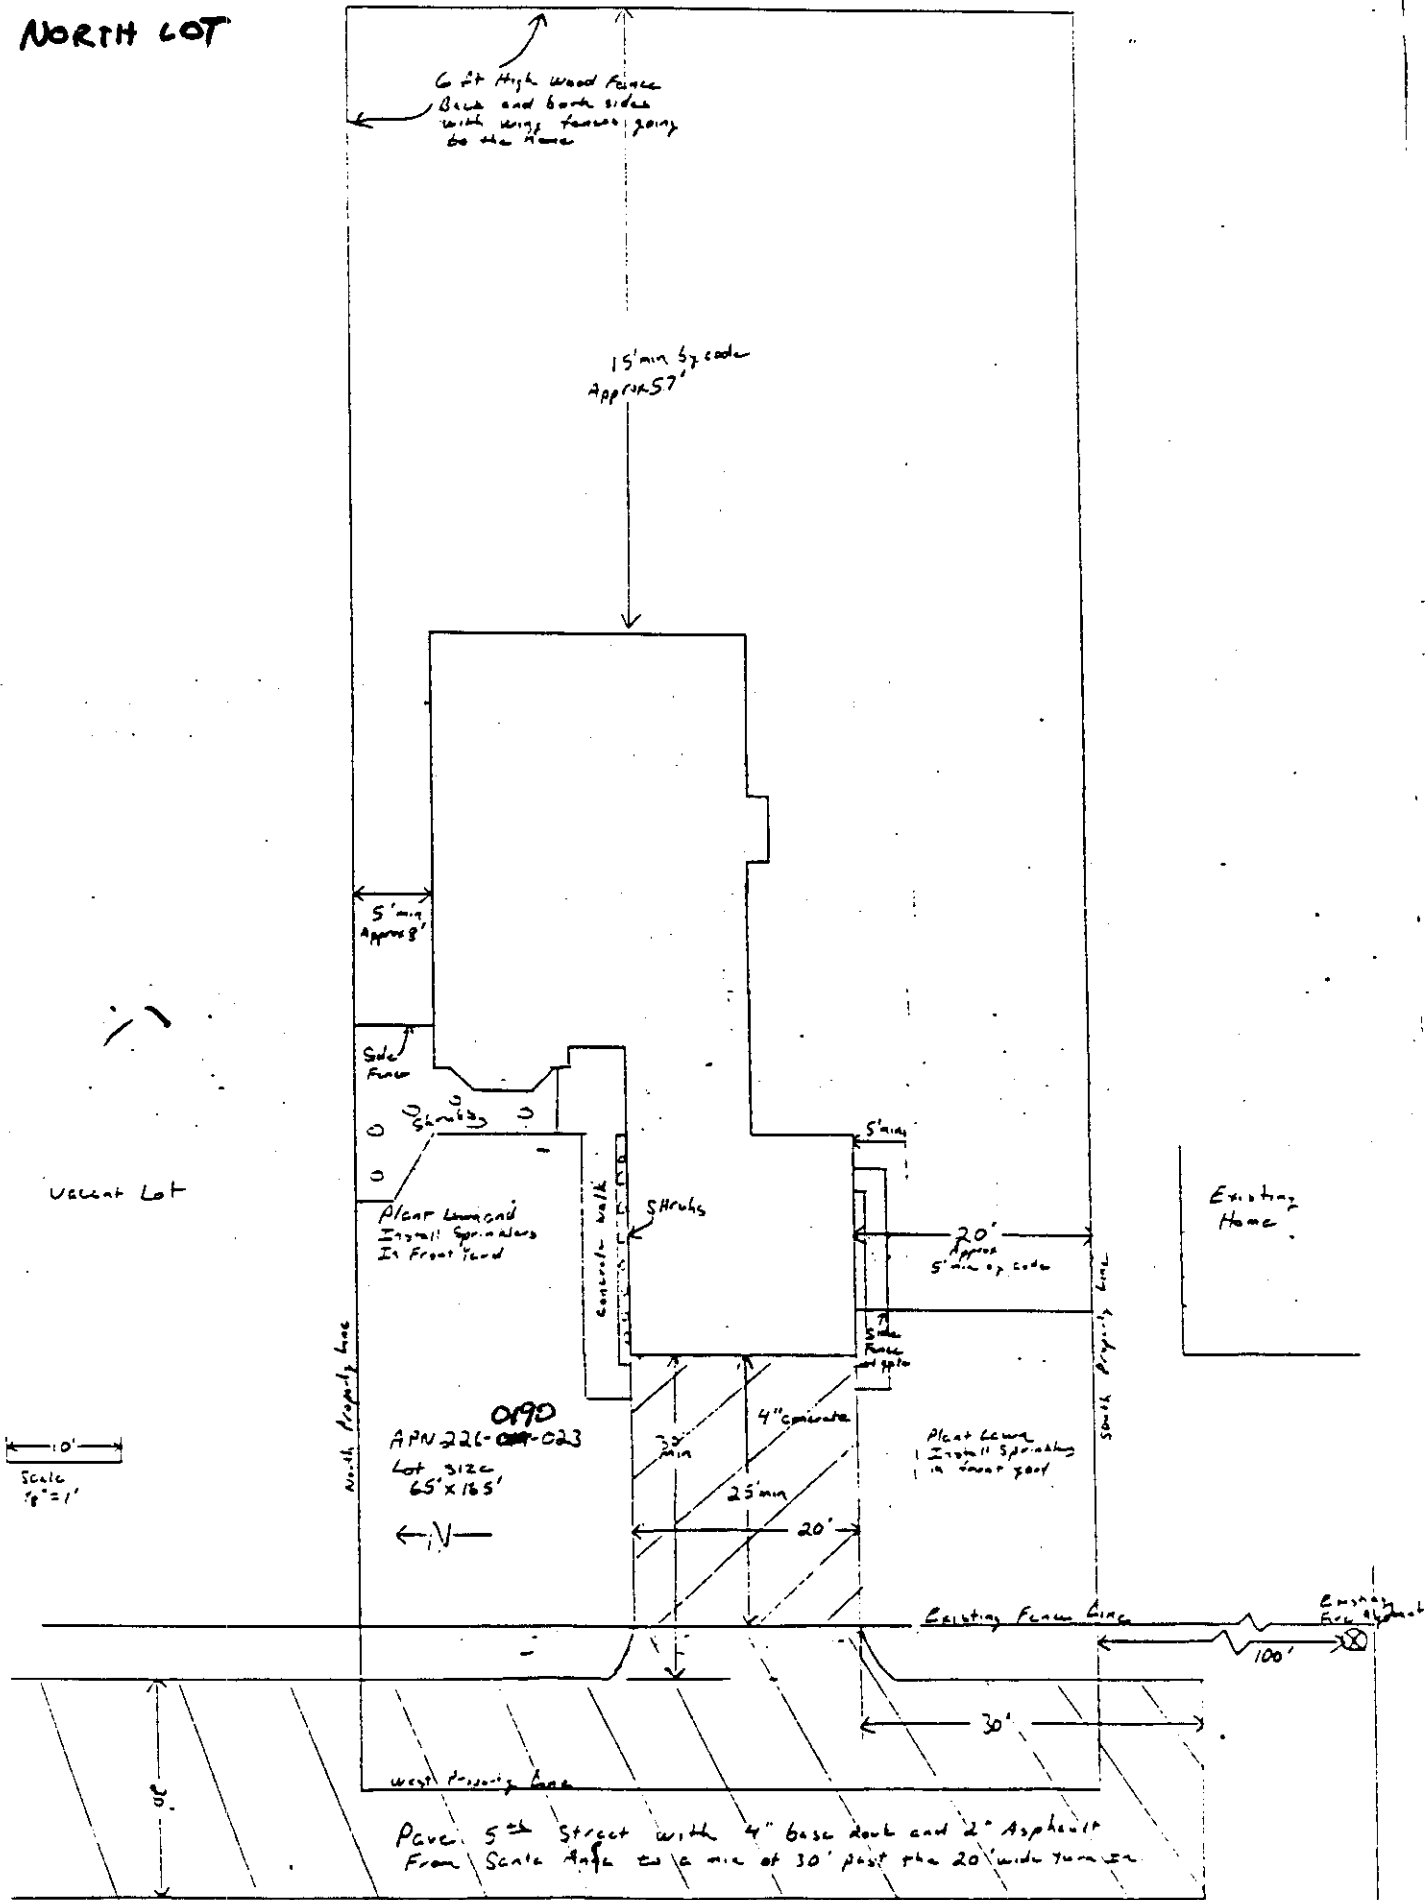 NORTH LOT
6 ft High Wood Fence
Back and both sides
with wing fences going
to the Home
15' min by code
Approx 57'
5' min
Approx 8'
Side
Fence
Shrubs
Vacant Lot
Plant Lawn and
Install Sprinklers
In Front Yard
Concrete Walk
SHrubs
5' min
20'
Approx
5' min by code
Existing
Home
Side
Fence
North Property Line
South Property Line
0190
APN 226- -023
Lot size
65' x 165'
N
10'
Scale
1/8" = 1'
4" concrete
min
25' min
20'
Plant Lawn
Install Sprinklers
in front yard
Existing Fence Line
Existing
Fire Hydrant
100'
30'
West Property Line
Pave 5th Street with 4" base rock and 2" Asphalt
From Santa to a min of 30' past the 20' wide turn in